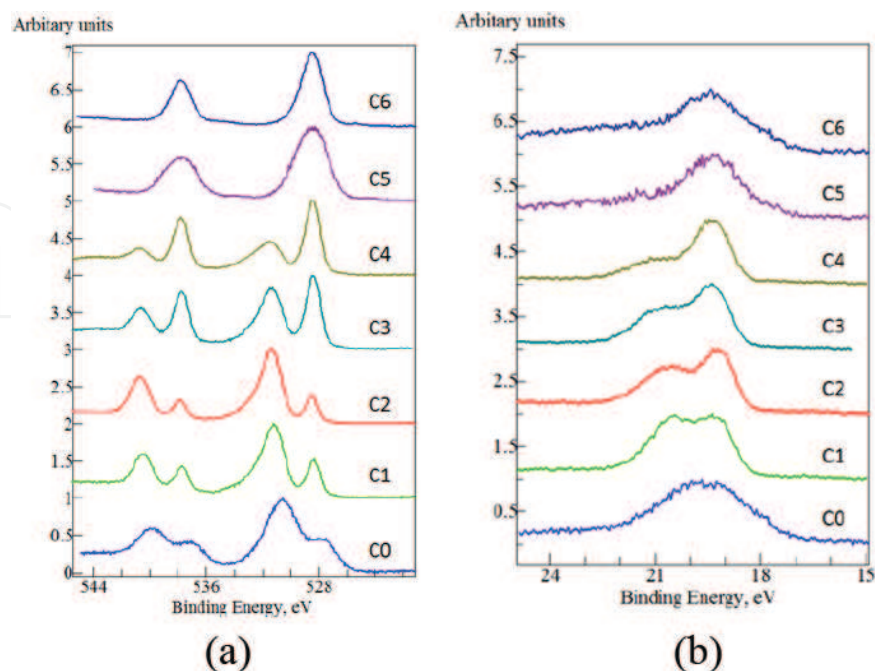 Arbitary units
7
6.5
6
5.5
5
4.5
4
3.5
3
2.5
2
1.5
1
0.5
0
C6
C5
C4
C3
C2
C1
C0
544 536 528
Binding Energy, eV
(a)
Arbitary units
7.5
6.5
5.5
4.5
3.5
2.5
1.5
0.5
C6
C5
C4
C3
C2
C1
C0
24 21 18 15
Binding Energy, eV
(b)